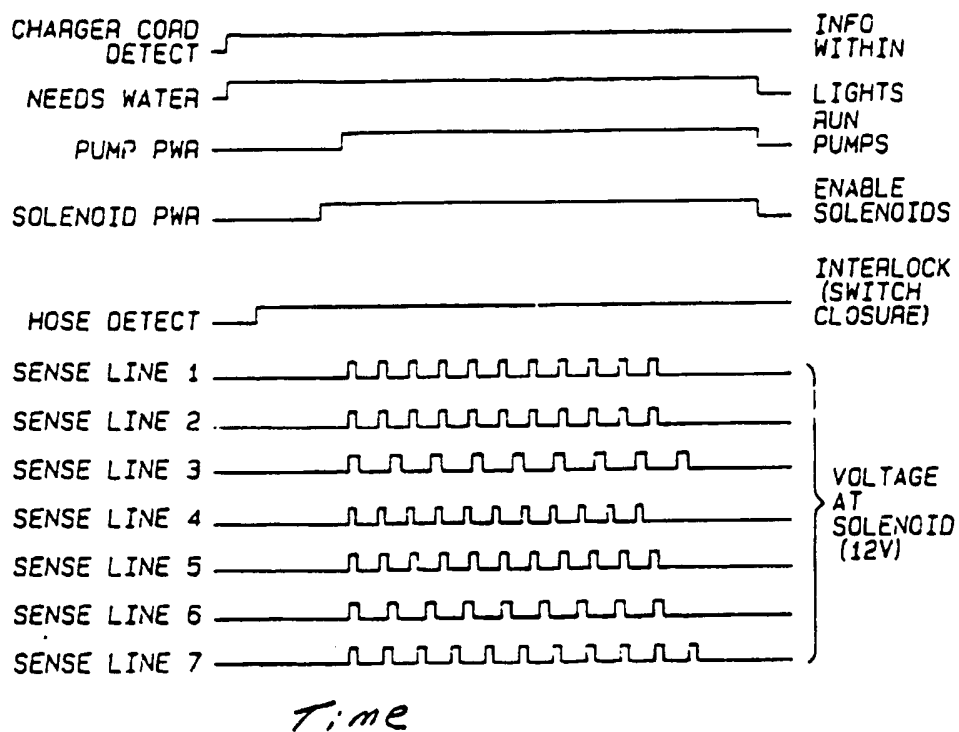 CHARGER CORD
DETECT
INFO
WITHIN
NEEDS WATER
LIGHTS
PUMP PWR
RUN
PUMPS
SOLENOID PWR
ENABLE
SOLENOIDS
HOSE DETECT
INTERLOCK
(SWITCH
CLOSURE)
SENSE LINE 1
SENSE LINE 2
SENSE LINE 3
SENSE LINE 4
SENSE LINE 5
SENSE LINE 6
SENSE LINE 7
VOLTAGE
AT
SOLENOID
(12V)
Time